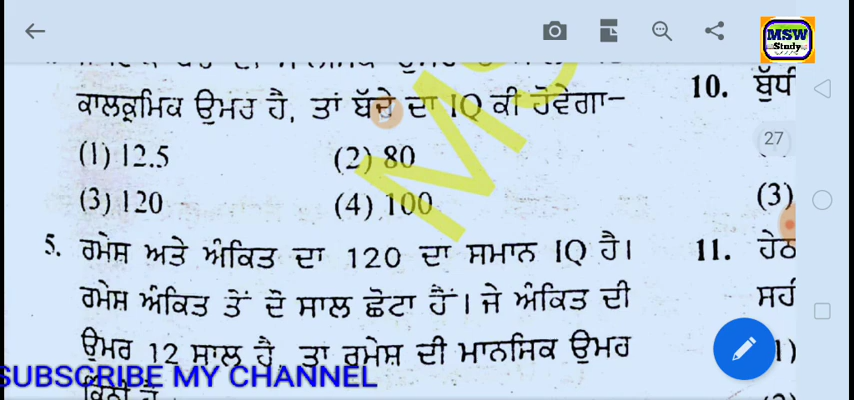 MSW
Study
ਕਾਲਕ੍ਰਮਿਕ ਉਮਰ ਹੈ, ਤਾਂ ਬੱਚੇ ਦਾ IQ ਕੀ ਹੋਵੇਗਾ–
(1) 12.5 (2) 80
(3) 120 (4) 100
5. ਰਮੇਸ਼ ਅਤੇ ਅੰਕਿਤ ਦਾ 120 ਦਾ ਸਮਾਨ IQ ਹੈ।
ਰਮੇਸ਼ ਅੰਕਿਤ ਤੋਂ ਦੋ ਸਾਲ ਛੋਟਾ ਹੈਂ। ਜੇ ਅੰਕਿਤ ਦੀ
ਉਮਰ 12 ਸਾਲ ਹੈ, ਤਾ ਰਮੇਸ਼ ਦੀ ਮਾਨਸਿਕ ਉਮਰ
SUBSCRIBE MY CHANNEL
10. ਬੁੱਧੀ
27
(3)
11. ਹੇਠ
ਸਹੀ
1)